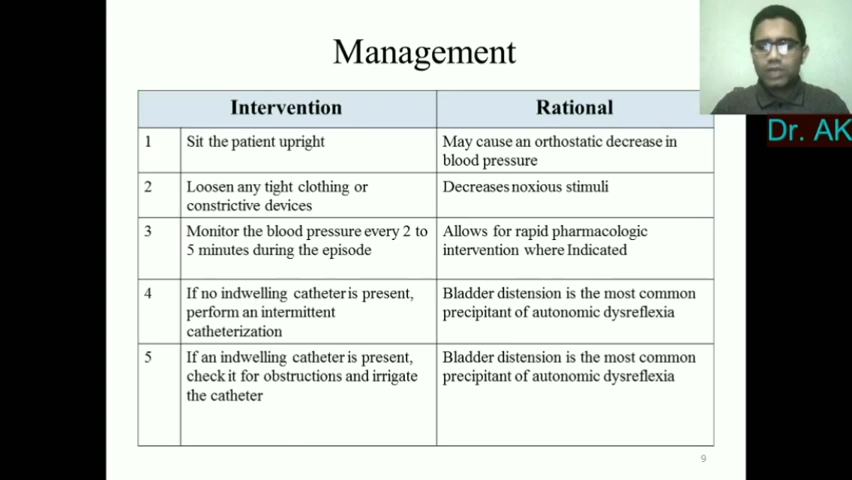 Management
Intervention
Rational
1
Sit the patient upright
May cause an orthostatic decrease in
blood pressure
2
Loosen any tight clothing or
constrictive devices
Decreases noxious stimuli
3
Monitor the blood pressure every 2 to
5 minutes during the episode
Allows for rapid pharmacologic
intervention where Indicated
4
If no indwelling catheter is present,
perform an intermittent
catheterization
Bladder distension is the most common
precipitant of autonomic dysreflexia
5
If an indwelling catheter is present,
check it for obstructions and irrigate
the catheter
Bladder distension is the most common
precipitant of autonomic dysreflexia
9
Dr. AK